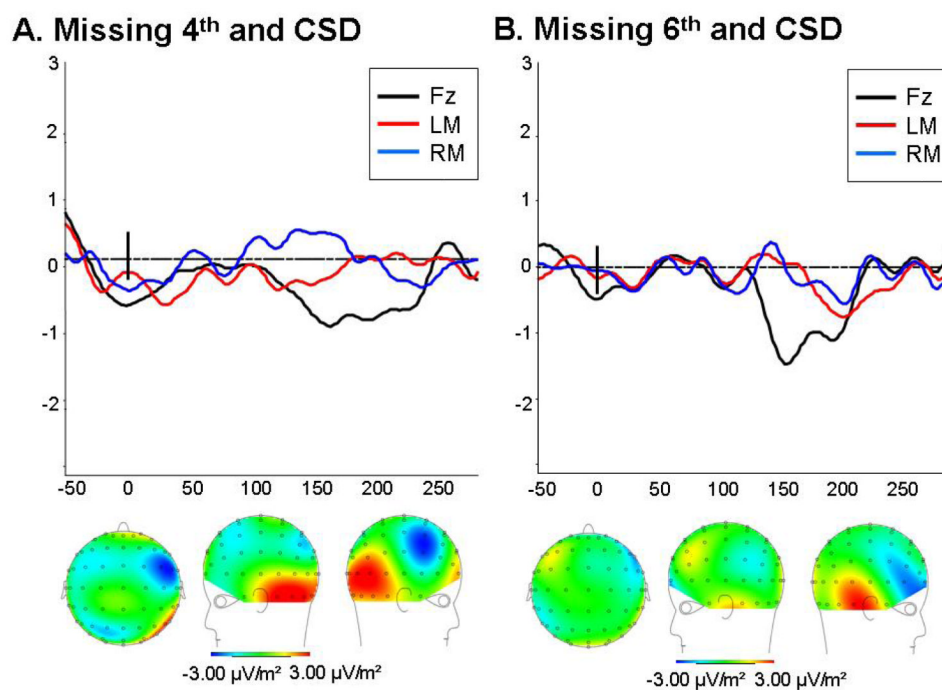 A. Missing 4th and CSD
3
2
1
0
-1
-2
Fz
LM
RM
-50 0 50 100 150 200 250
-3.00 µV/m² 3.00 µV/m²
B. Missing 6th and CSD
3
2
1
0
-1
-2
Fz
LM
RM
-50 0 50 100 150 200 250
-3.00 µV/m² 3.00 µV/m²